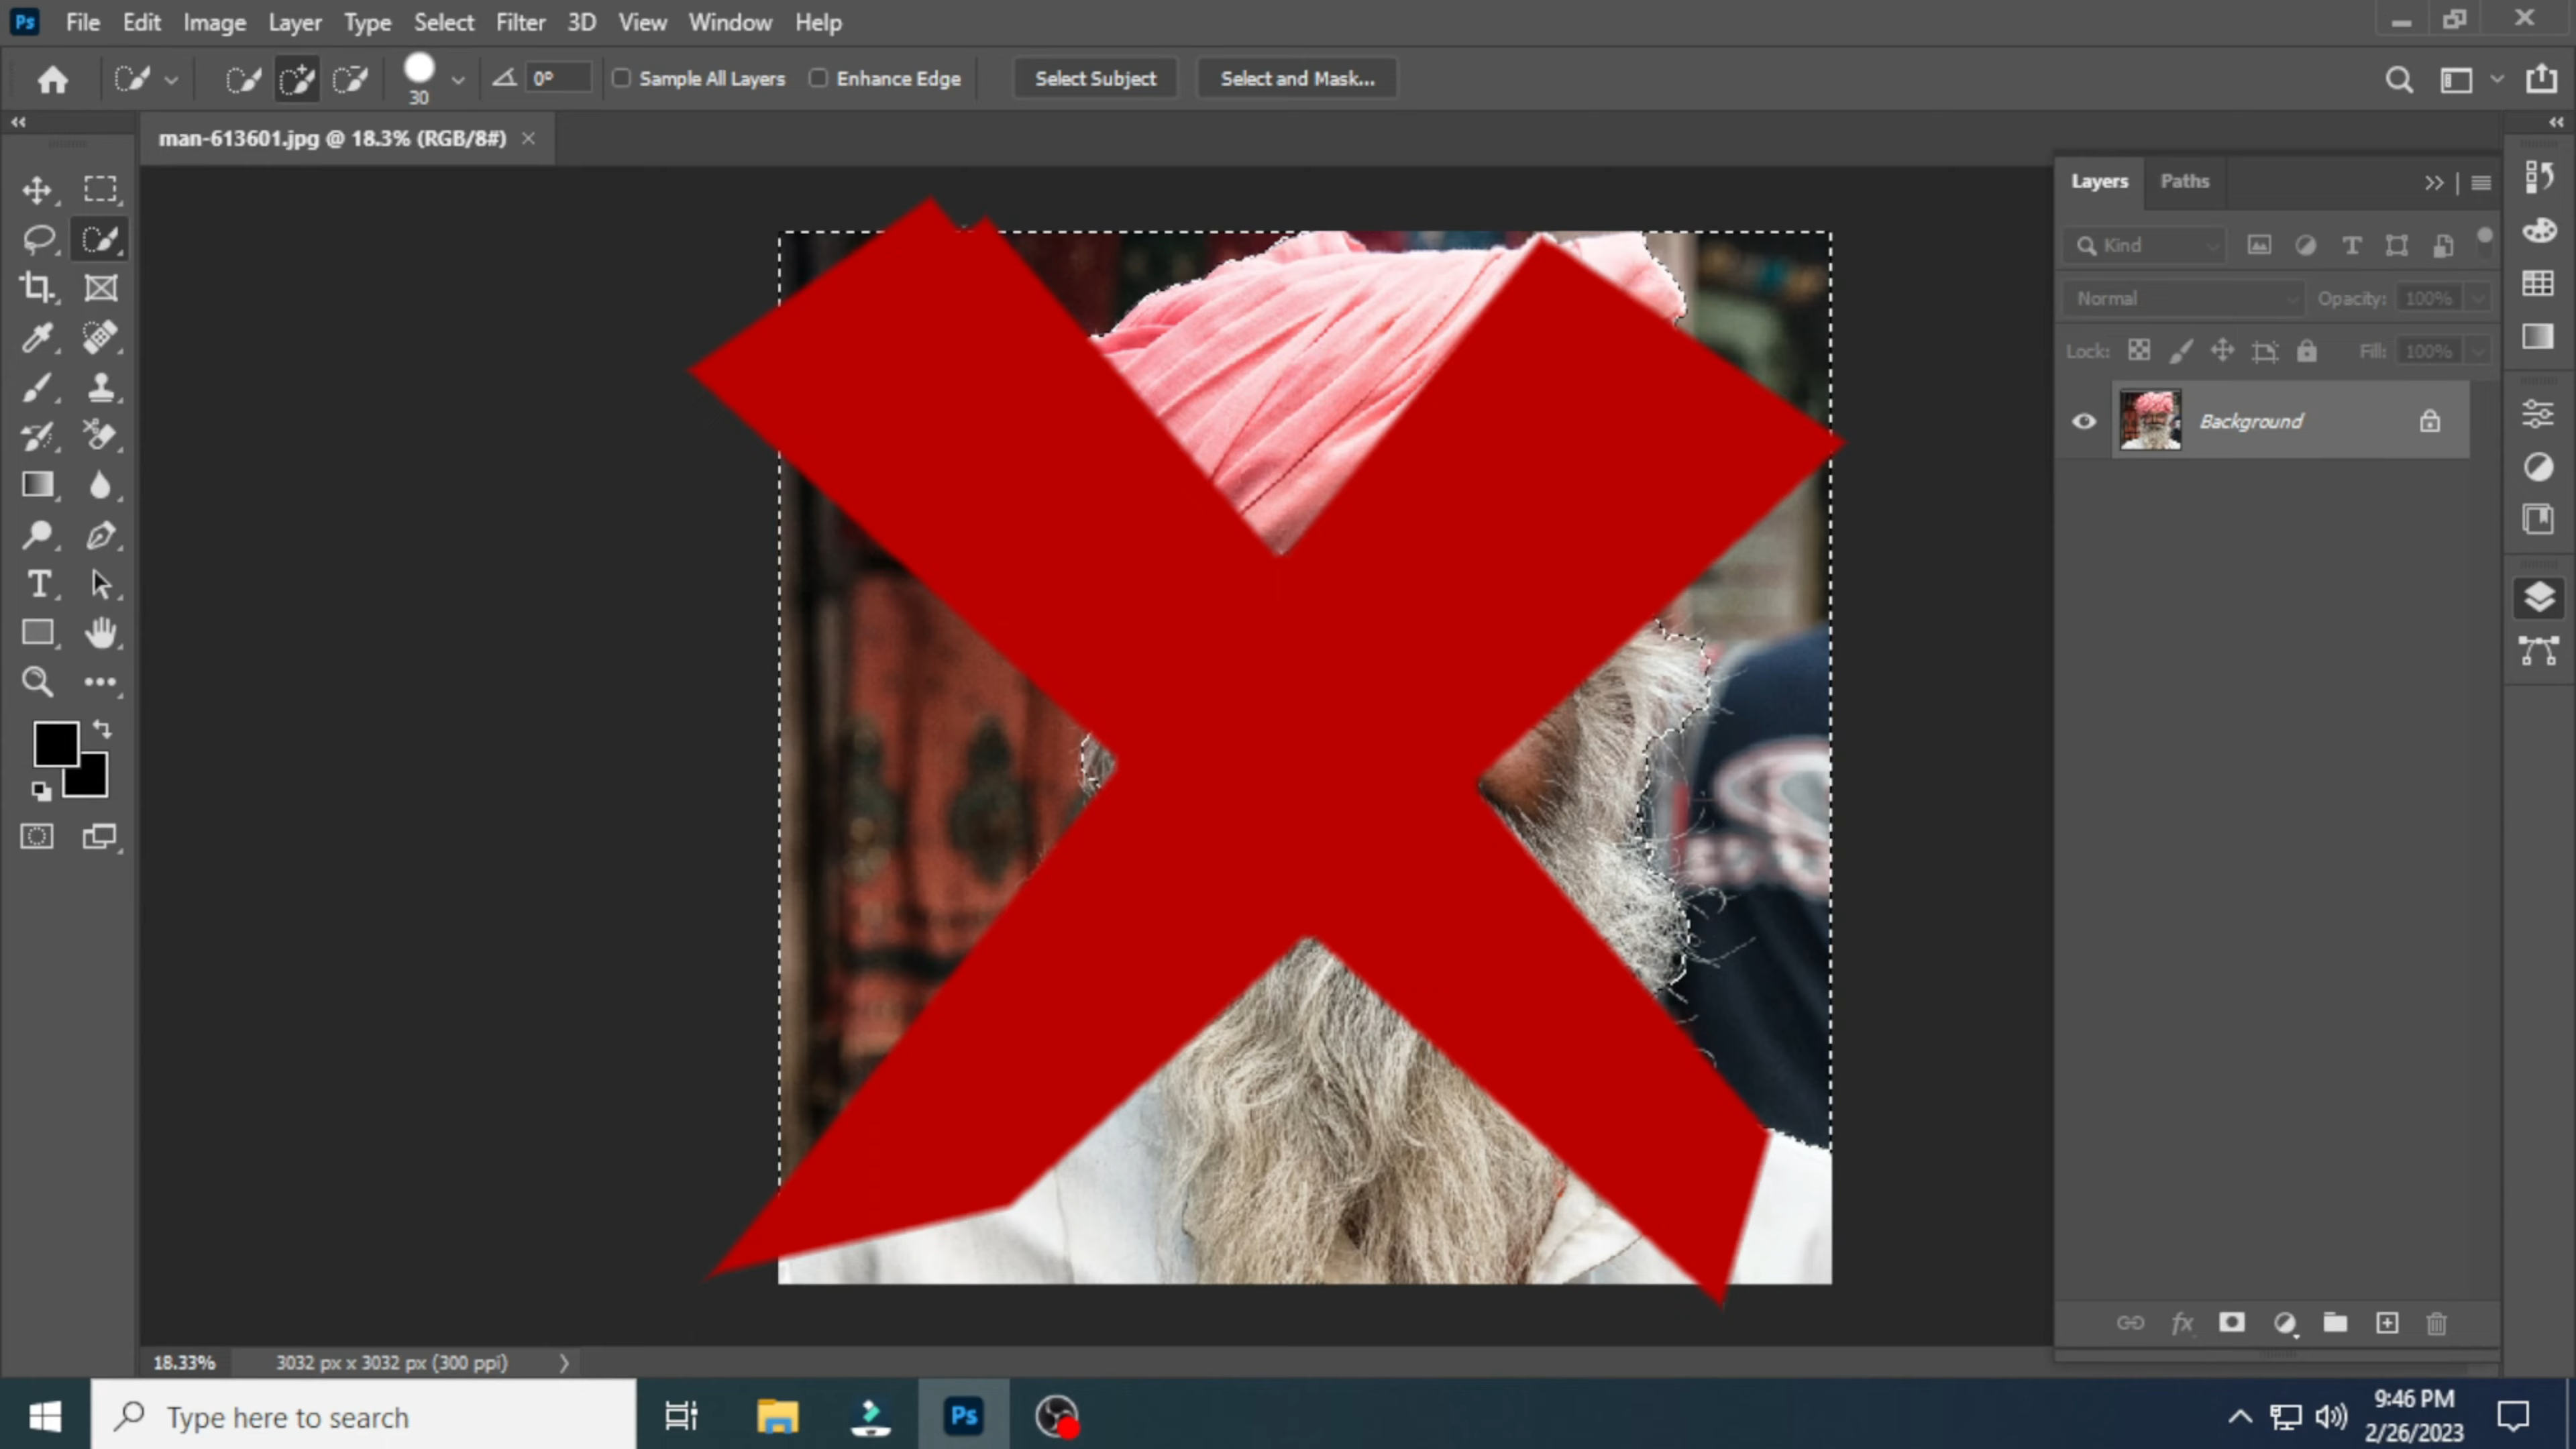 Ps File Edit Image Layer Type Select Filter 3D View Window Help
30 0° Sample All Layers Enhance Edge Select Subject Select and Mask...
man-613601.jpg @ 18.3% (RGB/8#) ×
Layers Paths
Kind
Normal Opacity: 100%
Lock: Fill: 100%
Background
fx
18.33% 3032 px x 3032 px (300 ppi)
Type here to search
Ps
9:46 PM
2/26/2023